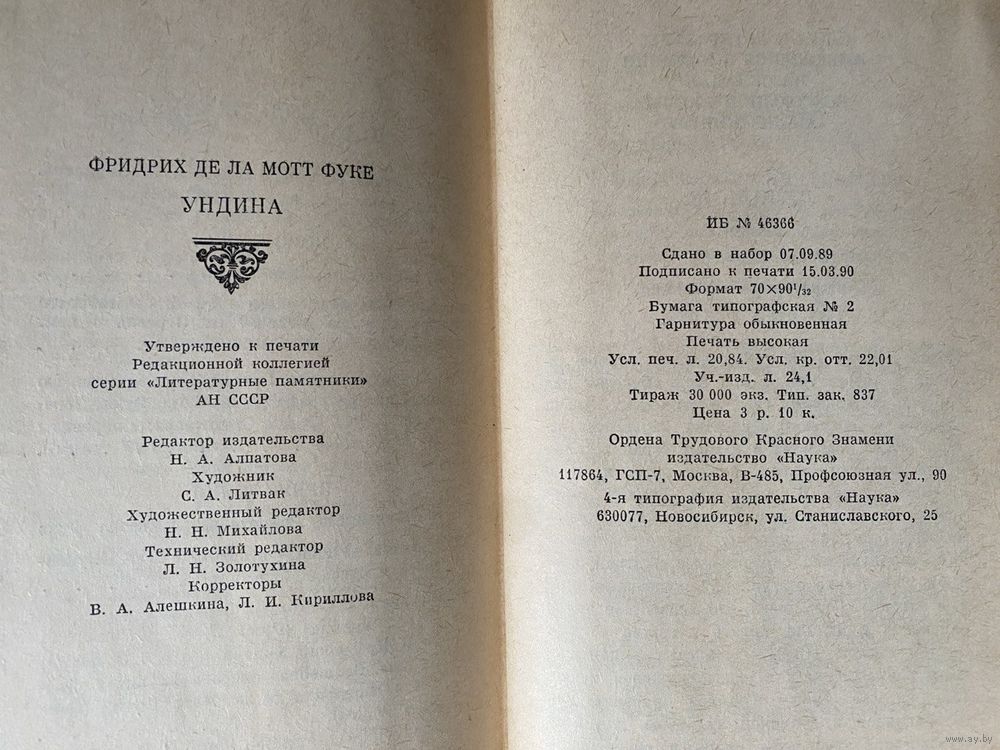 ФРИДРИХ ДЕ ЛА МОТТ ФУКЕ
УНДИНА
Утверждено к печати
Редакционной коллегией
серии «Литературные памятники»
АН СССР
Редактор издательства
Н. А. Алпатова
Художник
С. А. Литвак
Художественный редактор
Н. Н. Михайлова
Технический редактор
Л. Н. Золотухина
Корректоры
В. А. Алешкина, Л. И. Кириллова
ИБ № 46366
Сдано в набор 07.09.89
Подписано к печати 15.03.90
Формат 70×90¹/₃₂
Бумага типографская № 2
Гарнитура обыкновенная
Печать высокая
Усл. печ. л. 20,84. Усл. кр. отт. 22,01
Уч.-изд. л. 24,1
Тираж 30 000 экз. Тип. зак. 837
Цена 3 р. 10 к.
Ордена Трудового Красного Знамени
издательство «Наука»
117864, ГСП-7, Москва, В-485, Профсоюзная ул., 90
4-я типография издательства «Наука»
630077, Новосибирск, ул. Станиславского, 25
www.ay.by